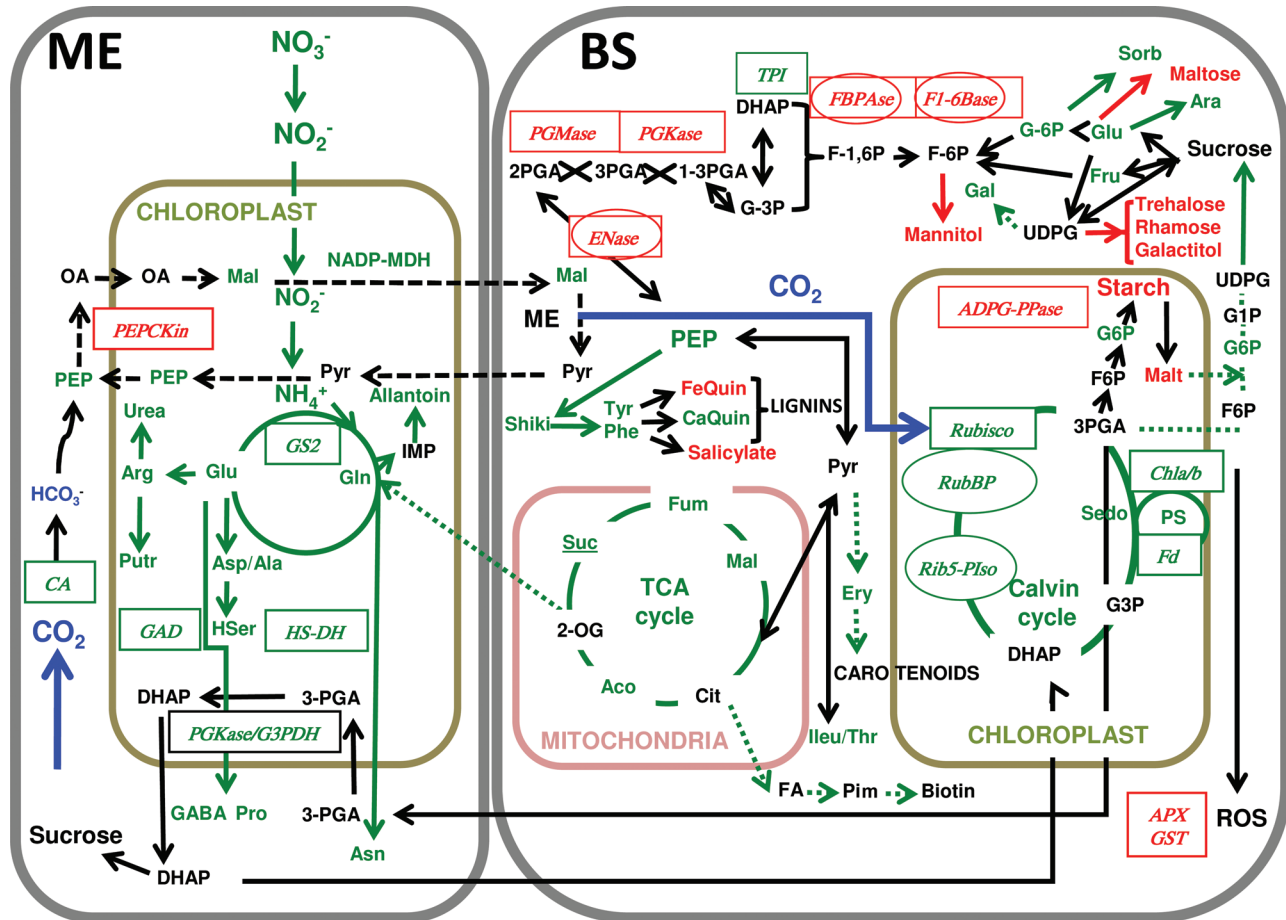 ME
NO3-
NO2-
CHLOROPLAST
OA
OA
Mal
NADP-MDH
NO2-
PEPCKin
PEP
PEP
Pyr
NH4+
Allantoin
Urea
GS2
IMP
Arg
Glu
Gln
HCO3-
Putr
Asp/Ala
CA
GAD
HSer
HS-DH
CO2
DHAP
3-PGA
PGKase/G3PDH
GABA Pro
3-PGA
Sucrose
Asn
DHAP
BS
TPI
DHAP
FBPAse
F1-6Base
Sorb
Maltose
Ara
PGMase
PGKase
G-6P
Glu
2PGA
3PGA
1-3PGA
F-1,6P
F-6P
Sucrose
Fru
Gal
G-3P
Mannitol
UDPG
Trehalose
Rhamose
Galactitol
ENase
Mal
CO2
ME
Starch
ADPG-PPase
UDPG
G1P
G6P
G6P
PEP
Pyr
F6P
Malt
F6P
FeQuin
Tyr
CaQuin
LIGNINS
Shiki
Phe
Salicylate
Rubisco
3PGA
Pyr
RubBP
Chla/b
Sedo
PS
Fd
Fum
Suc
Mal
TCA
cycle
Rib5-PIso
Calvin
cycle
Ery
G3P
2-OG
DHAP
CARO TENOIDS
Aco
Cit
MITOCHONDRIA
Ileu/Thr
CHLOROPLAST
FA
Pim
Biotin
APX
GST
ROS